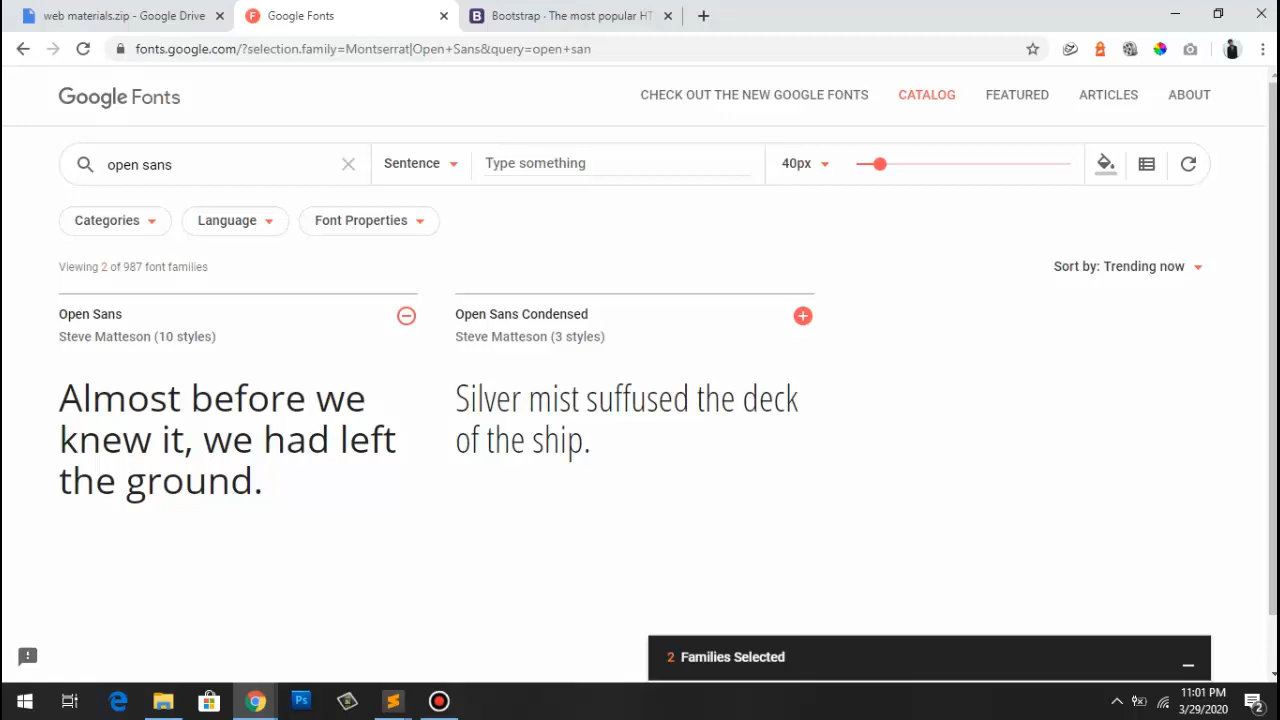 web materials.zip - Google Drive
Google Fonts
Bootstrap · The most popular HT
fonts.google.com/?selection.family=Montserrat|Open+Sans&query=open+san
Google Fonts
CHECK OUT THE NEW GOOGLE FONTS
CATALOG
FEATURED
ARTICLES
ABOUT
open sans
Sentence
Type something
40px
Categories
Language
Font Properties
Viewing 2 of 987 font families
Sort by: Trending now
Open Sans
Steve Matteson (10 styles)
Almost before we
knew it, we had left
the ground.
Open Sans Condensed
Steve Matteson (3 styles)
Silver mist suffused the deck
of the ship.
2 Families Selected
11:01 PM
3/29/2020
2